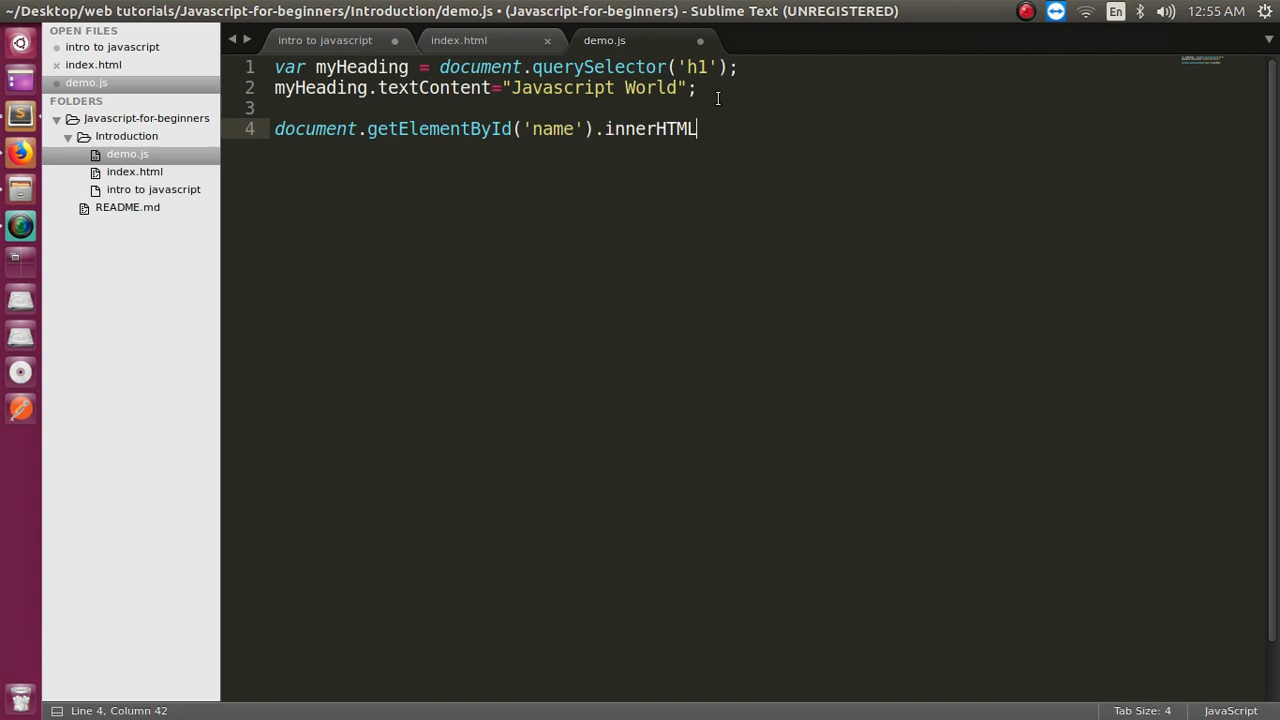 ~/Desktop/web tutorials/Javascript-for-beginners/Introduction/demo.js • (Javascript-for-beginners) - Sublime Text (UNREGISTERED)
En
12:55 AM
OPEN FILES
intro to javascript
index.html
demo.js
FOLDERS
Javascript-for-beginners
Introduction
demo.js
index.html
intro to javascript
README.md
intro to javascript
index.html
demo.js
1 var myHeading = document.querySelector('h1');
2 myHeading.textContent="Javascript World";
3
4 document.getElementById('name').innerHTML
Line 4, Column 42
Tab Size: 4
JavaScript